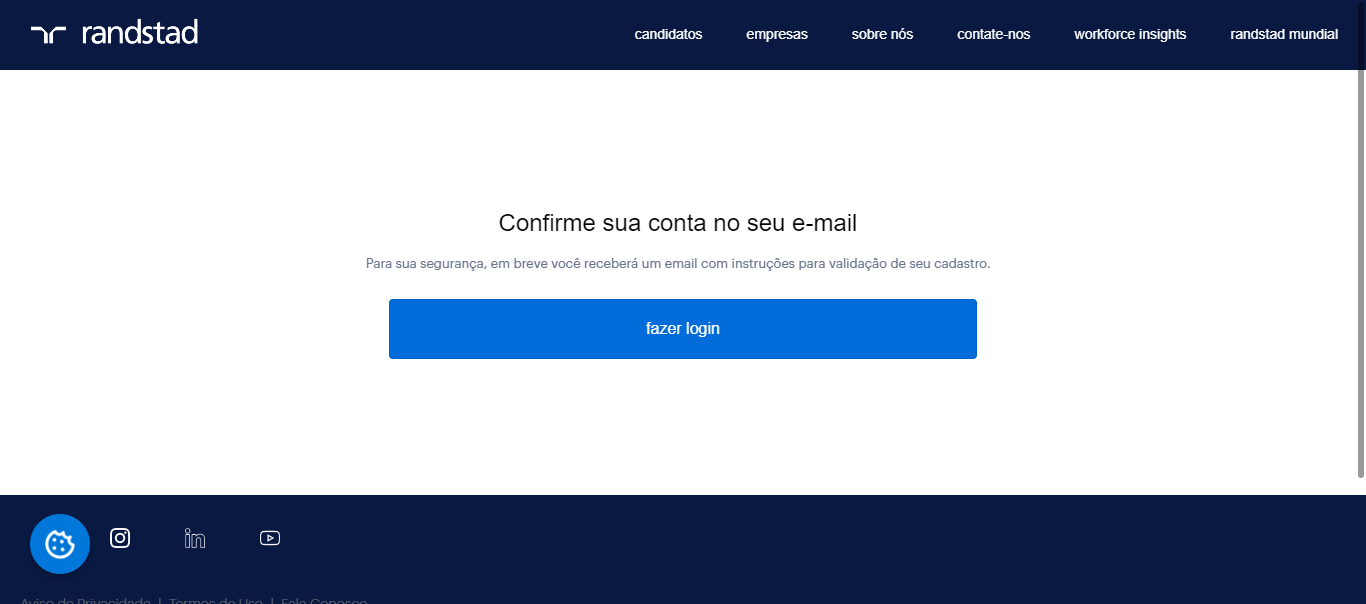 randstad
candidatos empresas sobre nós contate-nos workforce insights randstad mundial
Confirme sua conta no seu e-mail
Para sua segurança, em breve você receberá um email com instruções para validação de seu cadastro.
fazer login
in
Aviso de Privacidade | Termos de Uso | Fale Conosco